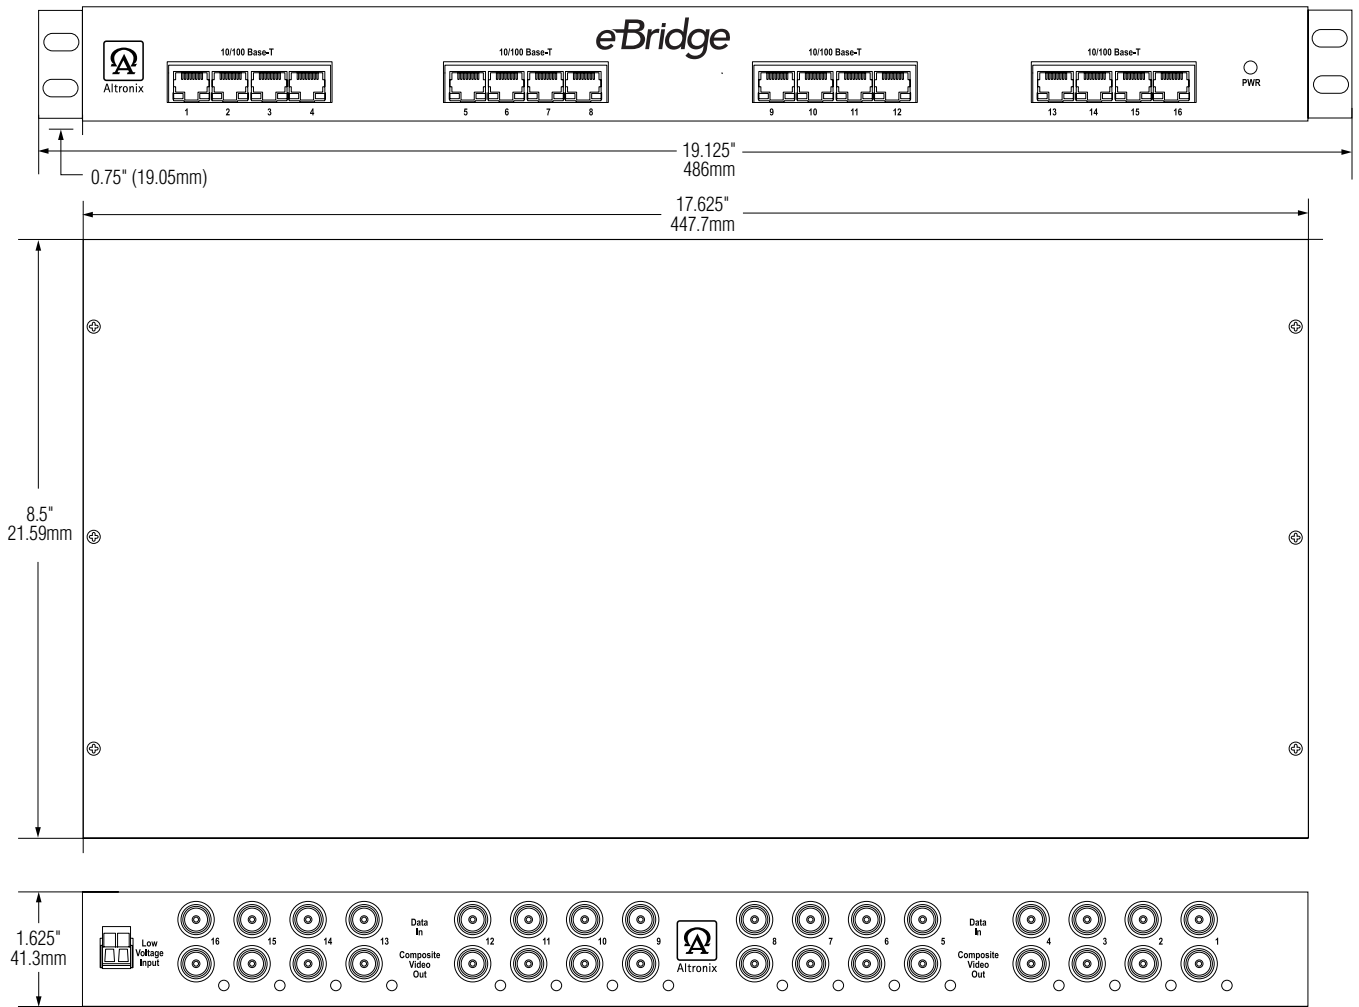 eBridge
Altronix
10/100 Base-T
10/100 Base-T
10/100 Base-T
10/100 Base-T
PWR
1 2 3 4
5 6 7 8
9 10 11 12
13 14 15 16
19.125"
486mm
0.75" (19.05mm)
17.625"
447.7mm
8.5"
21.59mm
1.625"
41.3mm
Low
Voltage
Input
16 15 14 13
Data
In
Composite
Video
Out
12 11 10 9
Altronix
8 7 6 5
Data
In
Composite
Video
Out
4 3 2 1